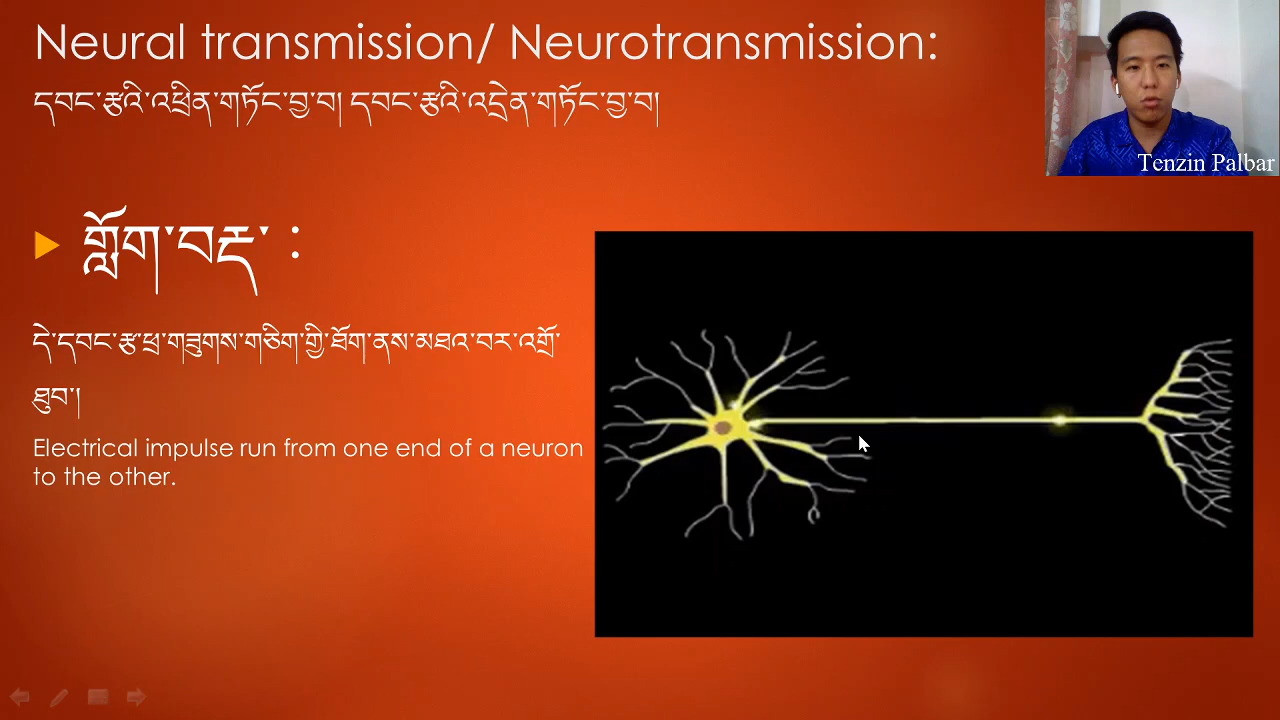 Neural transmission/ Neurotransmission:
དབང་རྩའི་འཕྲིན་གཏོང་བྱ་བ། དབང་རྩའི་འདྲེན་གཏོང་བྱ་བ།
Tenzin Palbar
གློག་བརྡ་ :
དེ་དབང་རྩ་ཕྲ་གཟུགས་གཅིག་གྱི་ཐོག་ནས་མཐའ་བར་འགྲོ་
ཐུབ་།
Electrical impulse run from one end of a neuron
to the other.